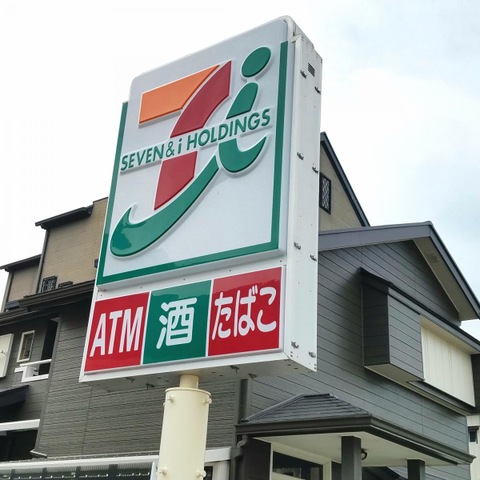 SEVEN & i HOLDINGS
ATM 酒 たばこ